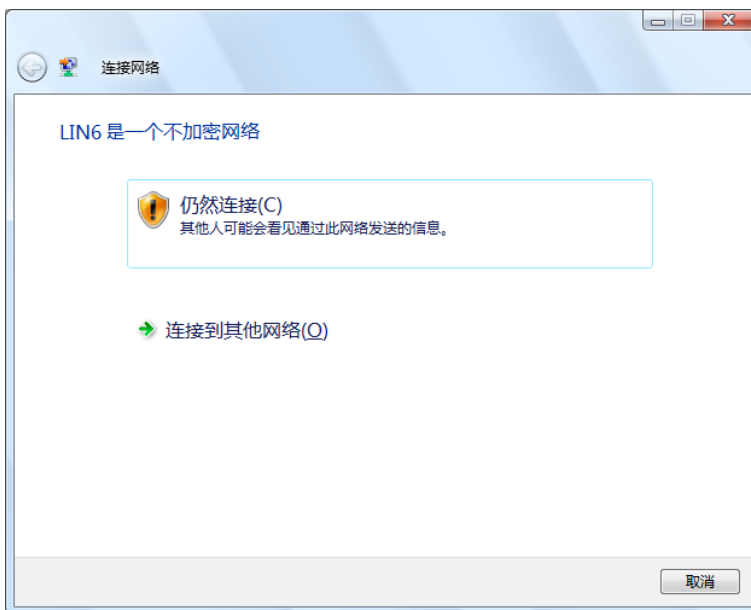 连接网络
LIN6 是一个不加密网络
仍然连接(C)
其他人可能会看见通过此网络发送的信息。
连接到其他网络(O)
取消